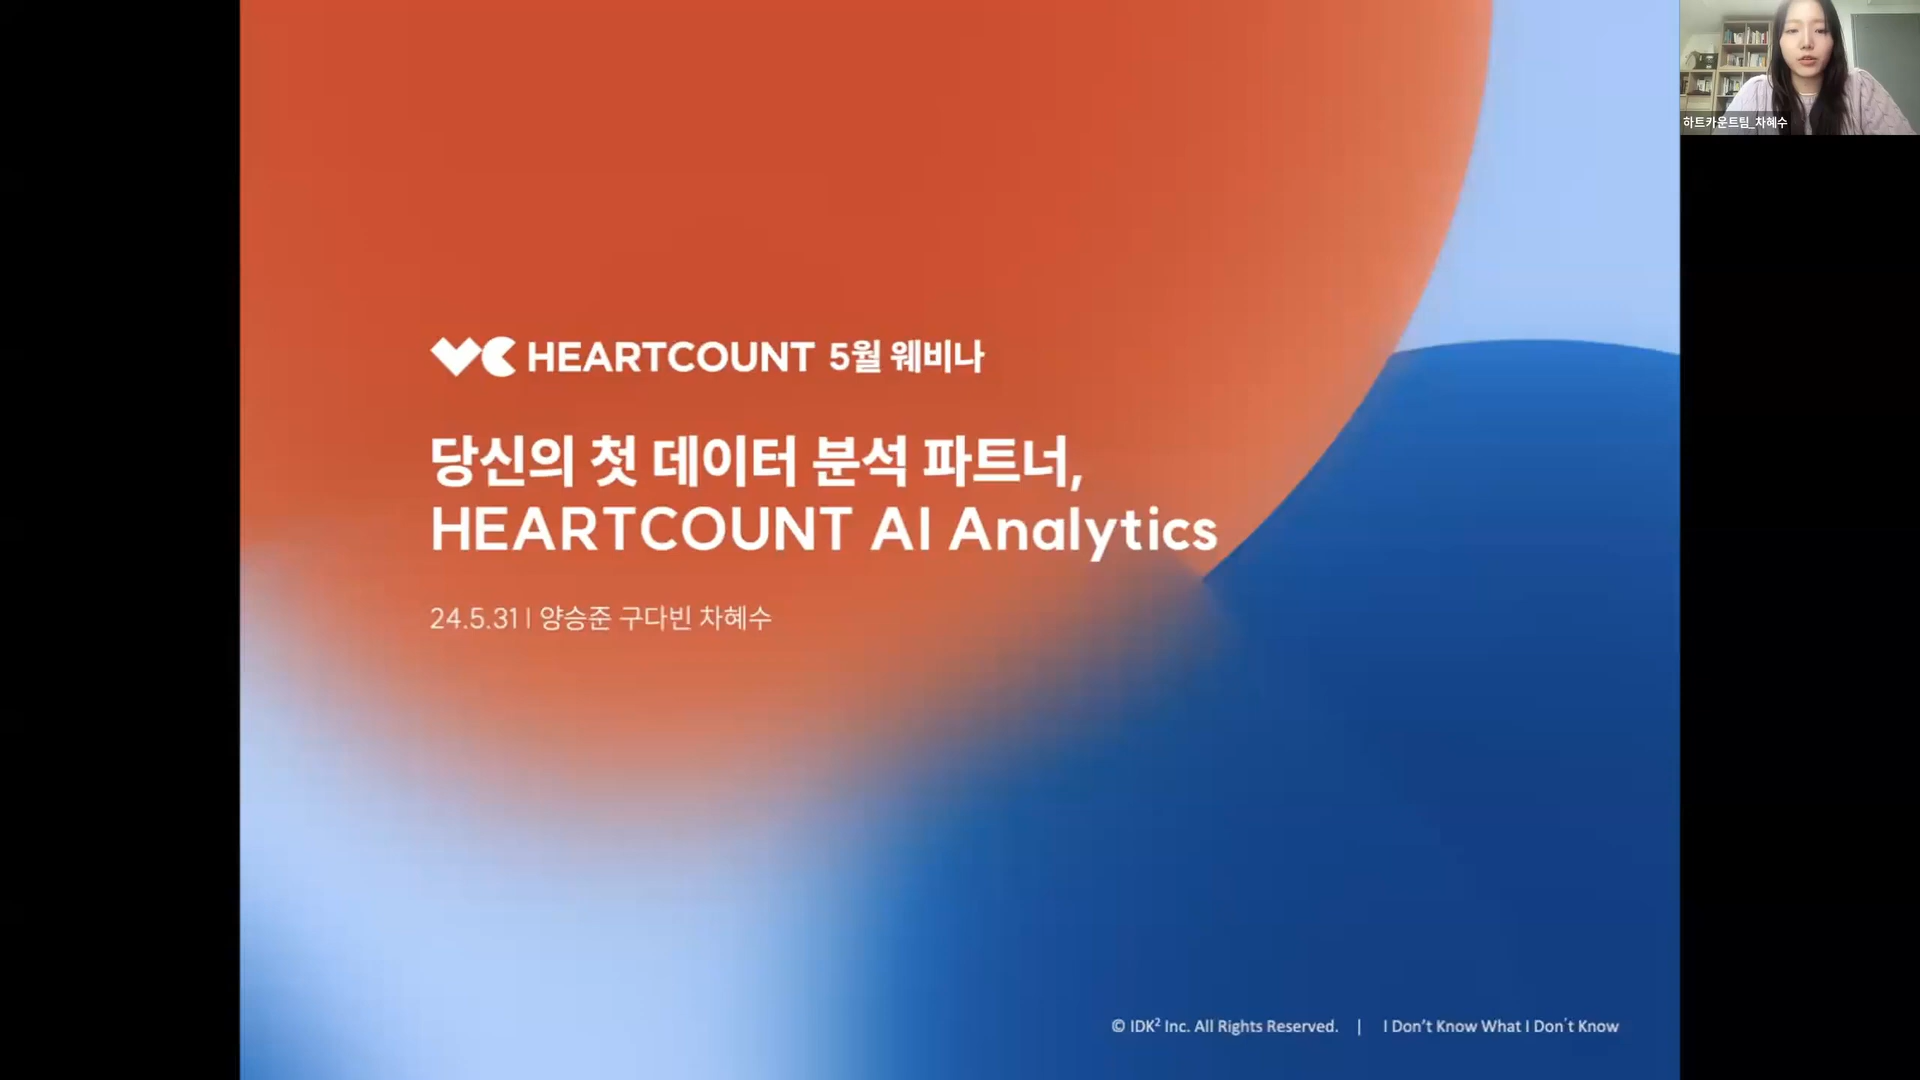 하트카운트팀_차혜수
HEARTCOUNT 5월 웨비나
당신의 첫 데이터 분석 파트너,
HEARTCOUNT AI Analytics
24.5.31 | 양승준 구다빈 차혜수
© IDK² Inc. All Rights Reserved. | I Don't Know What I Don't Know